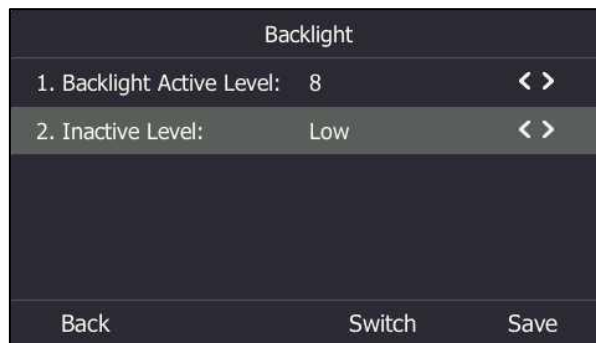 Backlight
1. Backlight Active Level: 8 < >
2. Inactive Level: Low < >
Back Switch Save